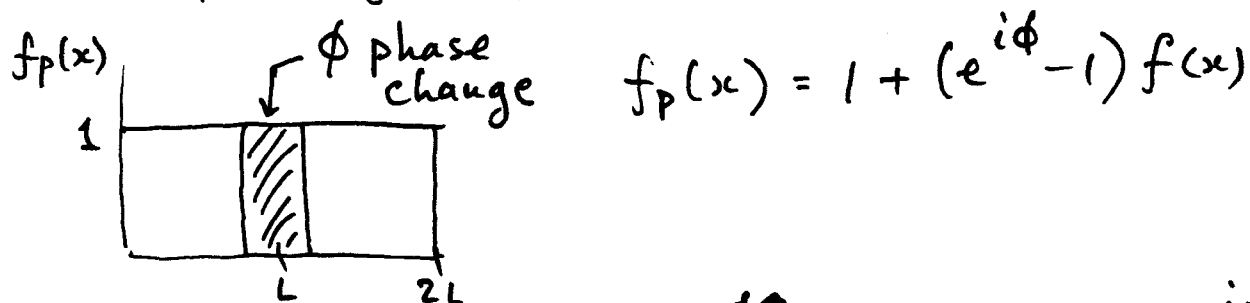 fₚ(x)
ϕ phase
change
fₚ(x) = 1 + (e^{iϕ} - 1) f(x)
1
L
2L